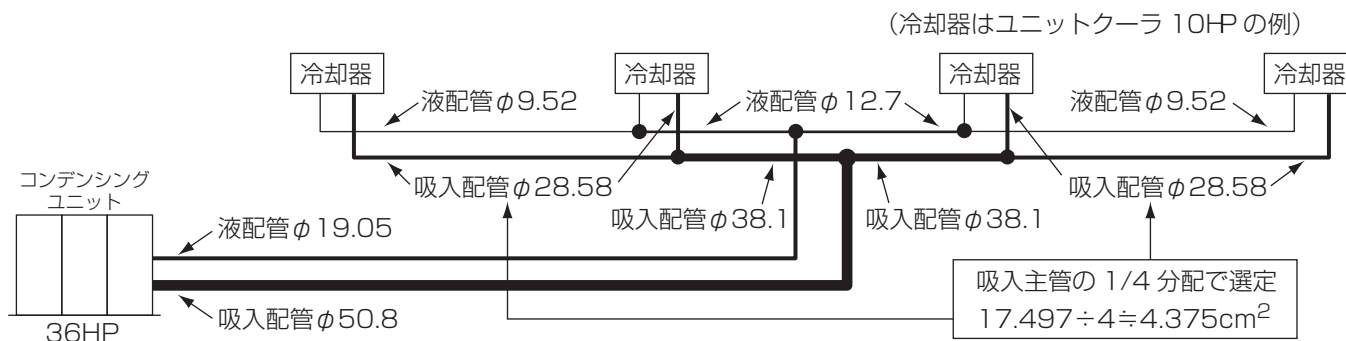 （冷却器はユニットクーラ 10HP の例）
冷却器
冷却器
冷却器
冷却器
液配管φ9.52
液配管φ12.7
液配管φ9.52
吸入配管φ28.58
吸入配管φ38.1
吸入配管φ38.1
吸入配管φ28.58
コンデンシング
ユニット
液配管φ19.05
吸入配管φ50.8
36HP
吸入主管の 1/4 分配で選定
17.497÷4≒4.375cm²